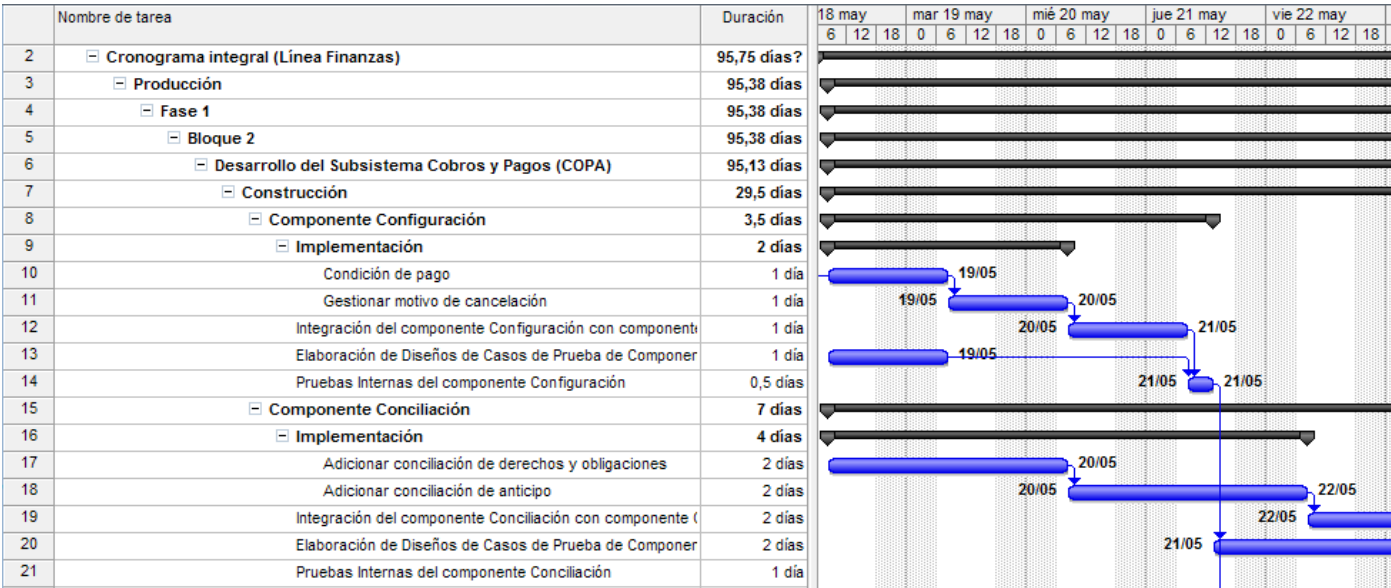 Nombre de tarea Duración 18 may mar 19 may mié 20 may jue 21 may vie 22 may
6 12 18 0 6 12 18 0 6 12 18 0 6 12 18 0 6 12 18
2 Cronograma integral (Línea Finanzas) 95,75 días?
3 Producción 95,38 días
4 Fase 1 95,38 días
5 Bloque 2 95,38 días
6 Desarrollo del Subsistema Cobros y Pagos (COPA) 95,13 días
7 Construcción 29,5 días
8 Componente Configuración 3,5 días
9 Implementación 2 días
10 Condición de pago 1 día 19/05
11 Gestionar motivo de cancelación 1 día 19/05 20/05
12 Integración del componente Configuración con component 1 día 20/05 21/05
13 Elaboración de Diseños de Casos de Prueba de Componer 1 día 19/05
14 Pruebas Internas del componente Configuración 0,5 días 21/05 21/05
15 Componente Conciliación 7 días
16 Implementación 4 días
17 Adicionar conciliación de derechos y obligaciones 2 días 20/05
18 Adicionar conciliación de anticipo 2 días 20/05 22/05
19 Integración del componente Conciliación con componente ( 2 días 22/05
20 Elaboración de Diseños de Casos de Prueba de Componer 2 días 21/05
21 Pruebas Internas del componente Conciliación 1 día